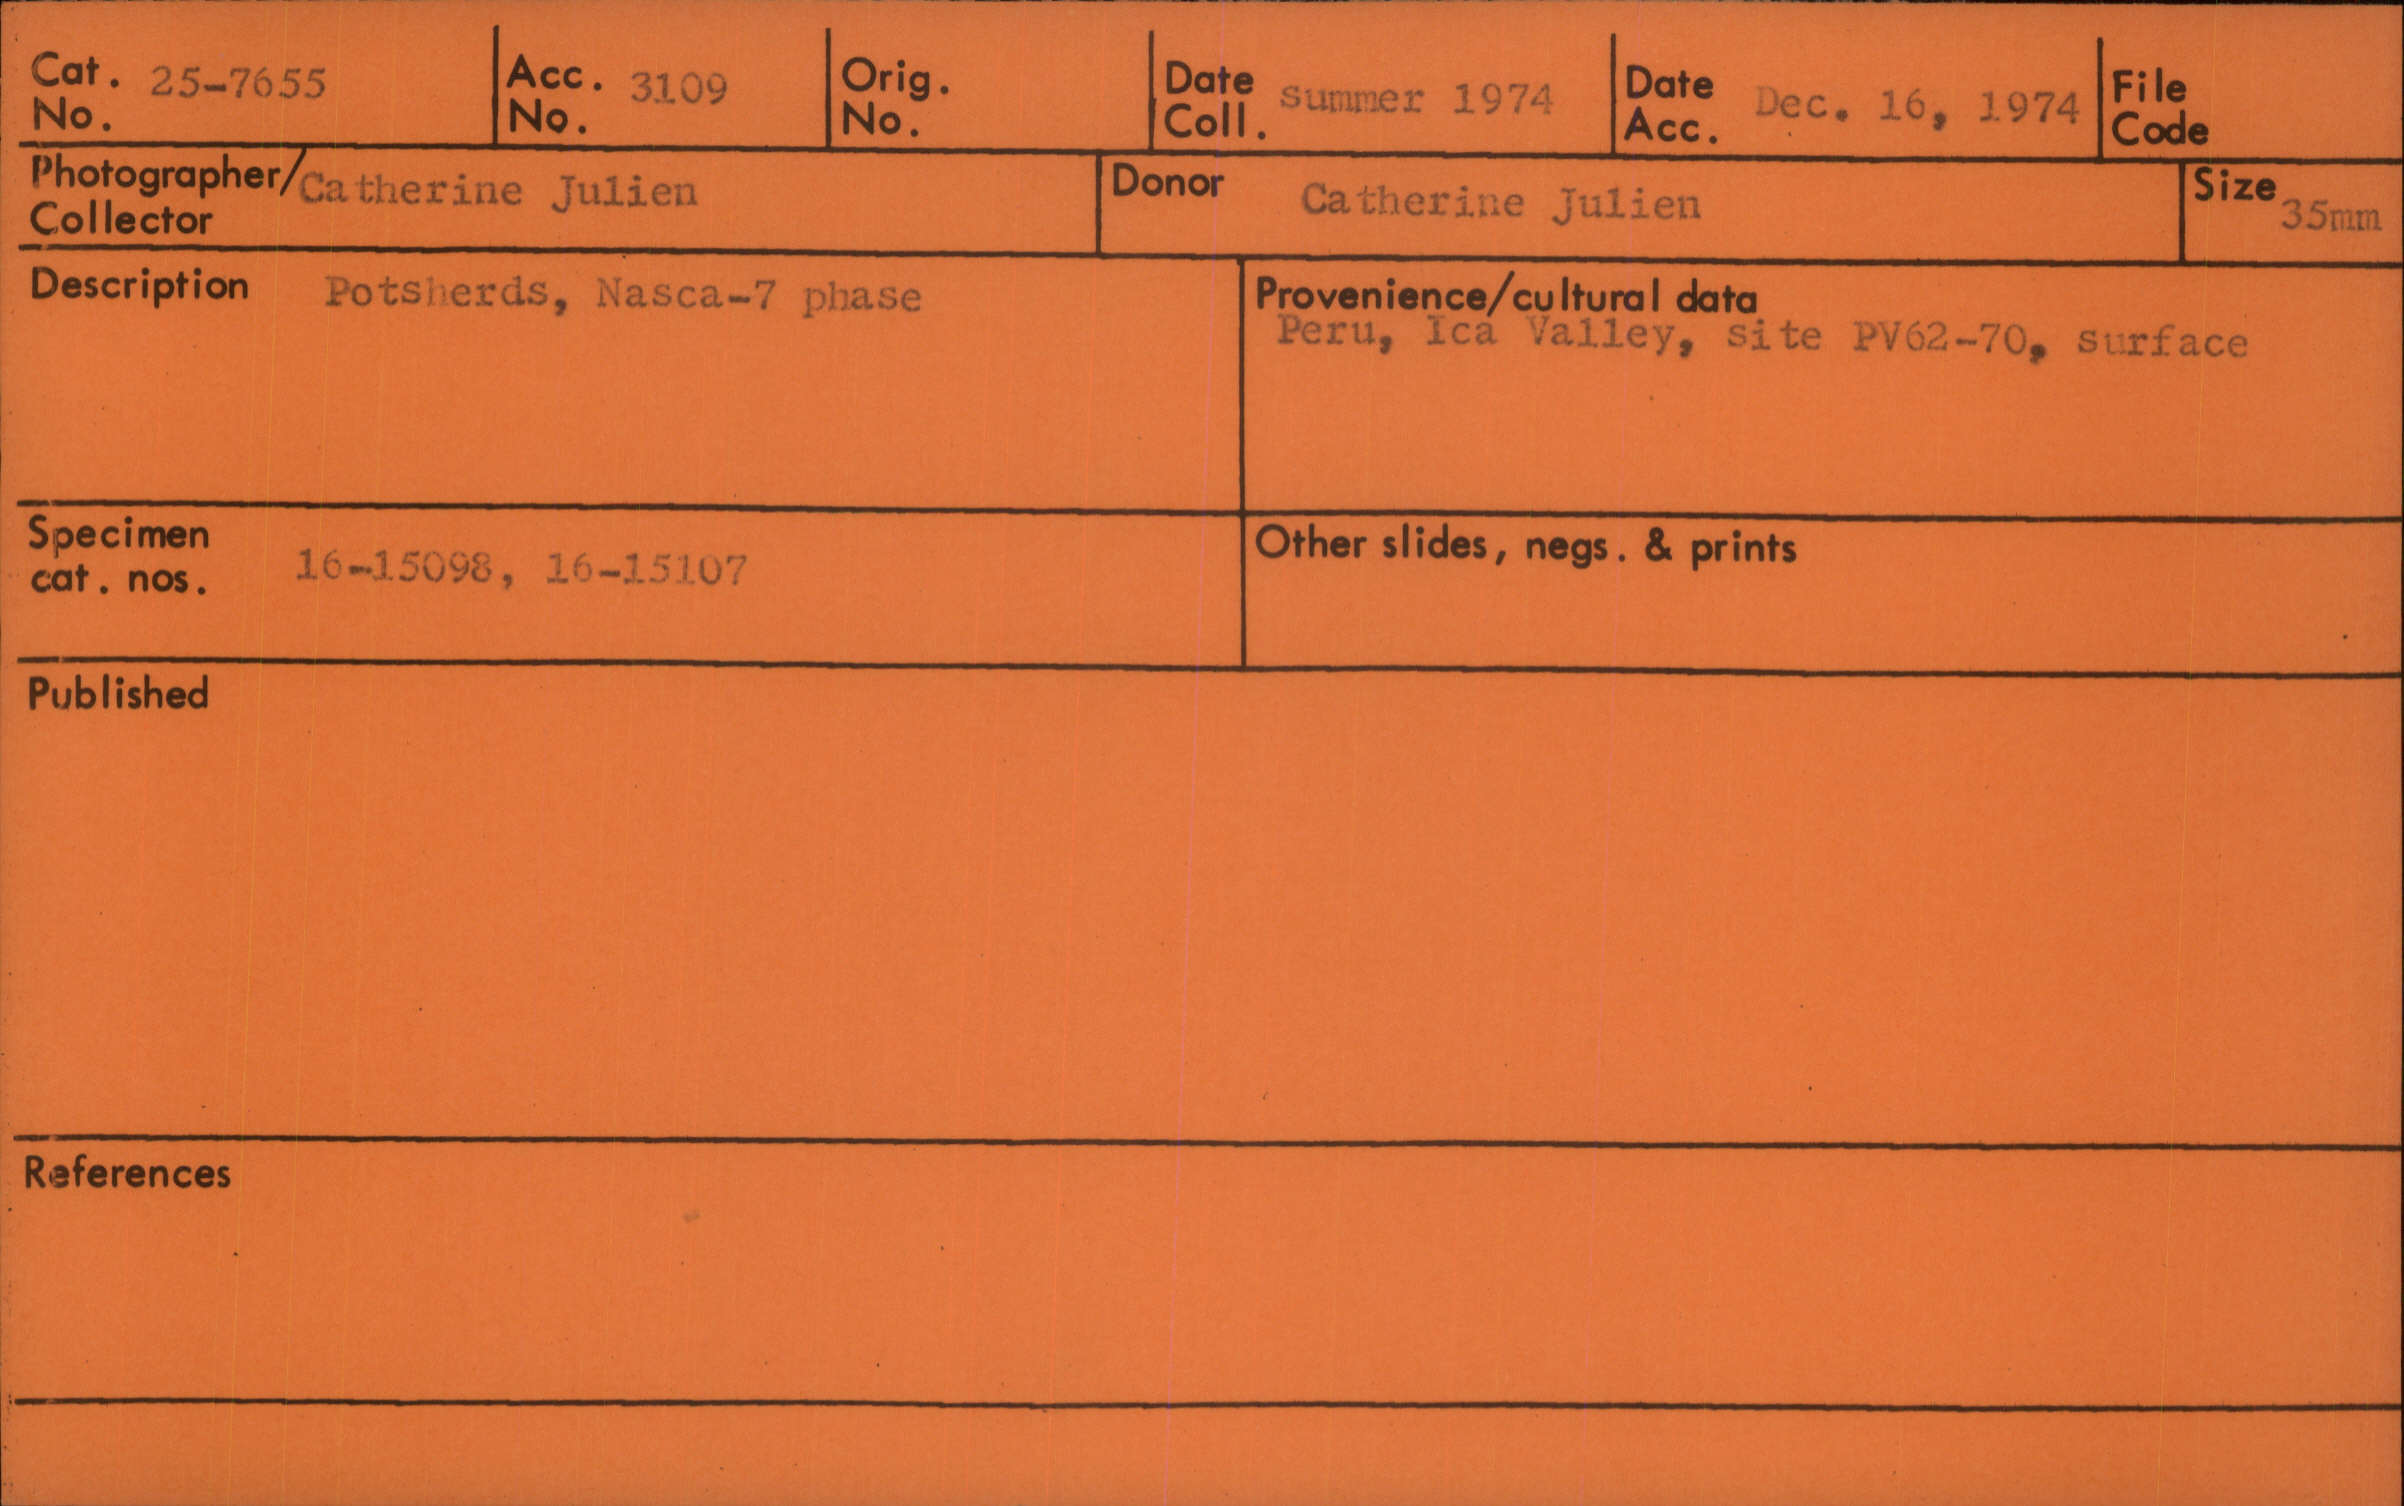 Cat. No. 25-7655 Acc. No. 3109 Orig. No. Date Coll. summer 1974 Date Acc. Dec. 16, 1974 File Code
Photographer/Collector Catherine Julien Donor Catherine Julien Size 35mm
Description Potsherds, Nasca-7 phase
Provenience/cultural data
Peru, Ica Valley, site PV62-70, surface
Specimen cat. nos. 16-15098, 16-15107
Other slides, negs. & prints
Published
References